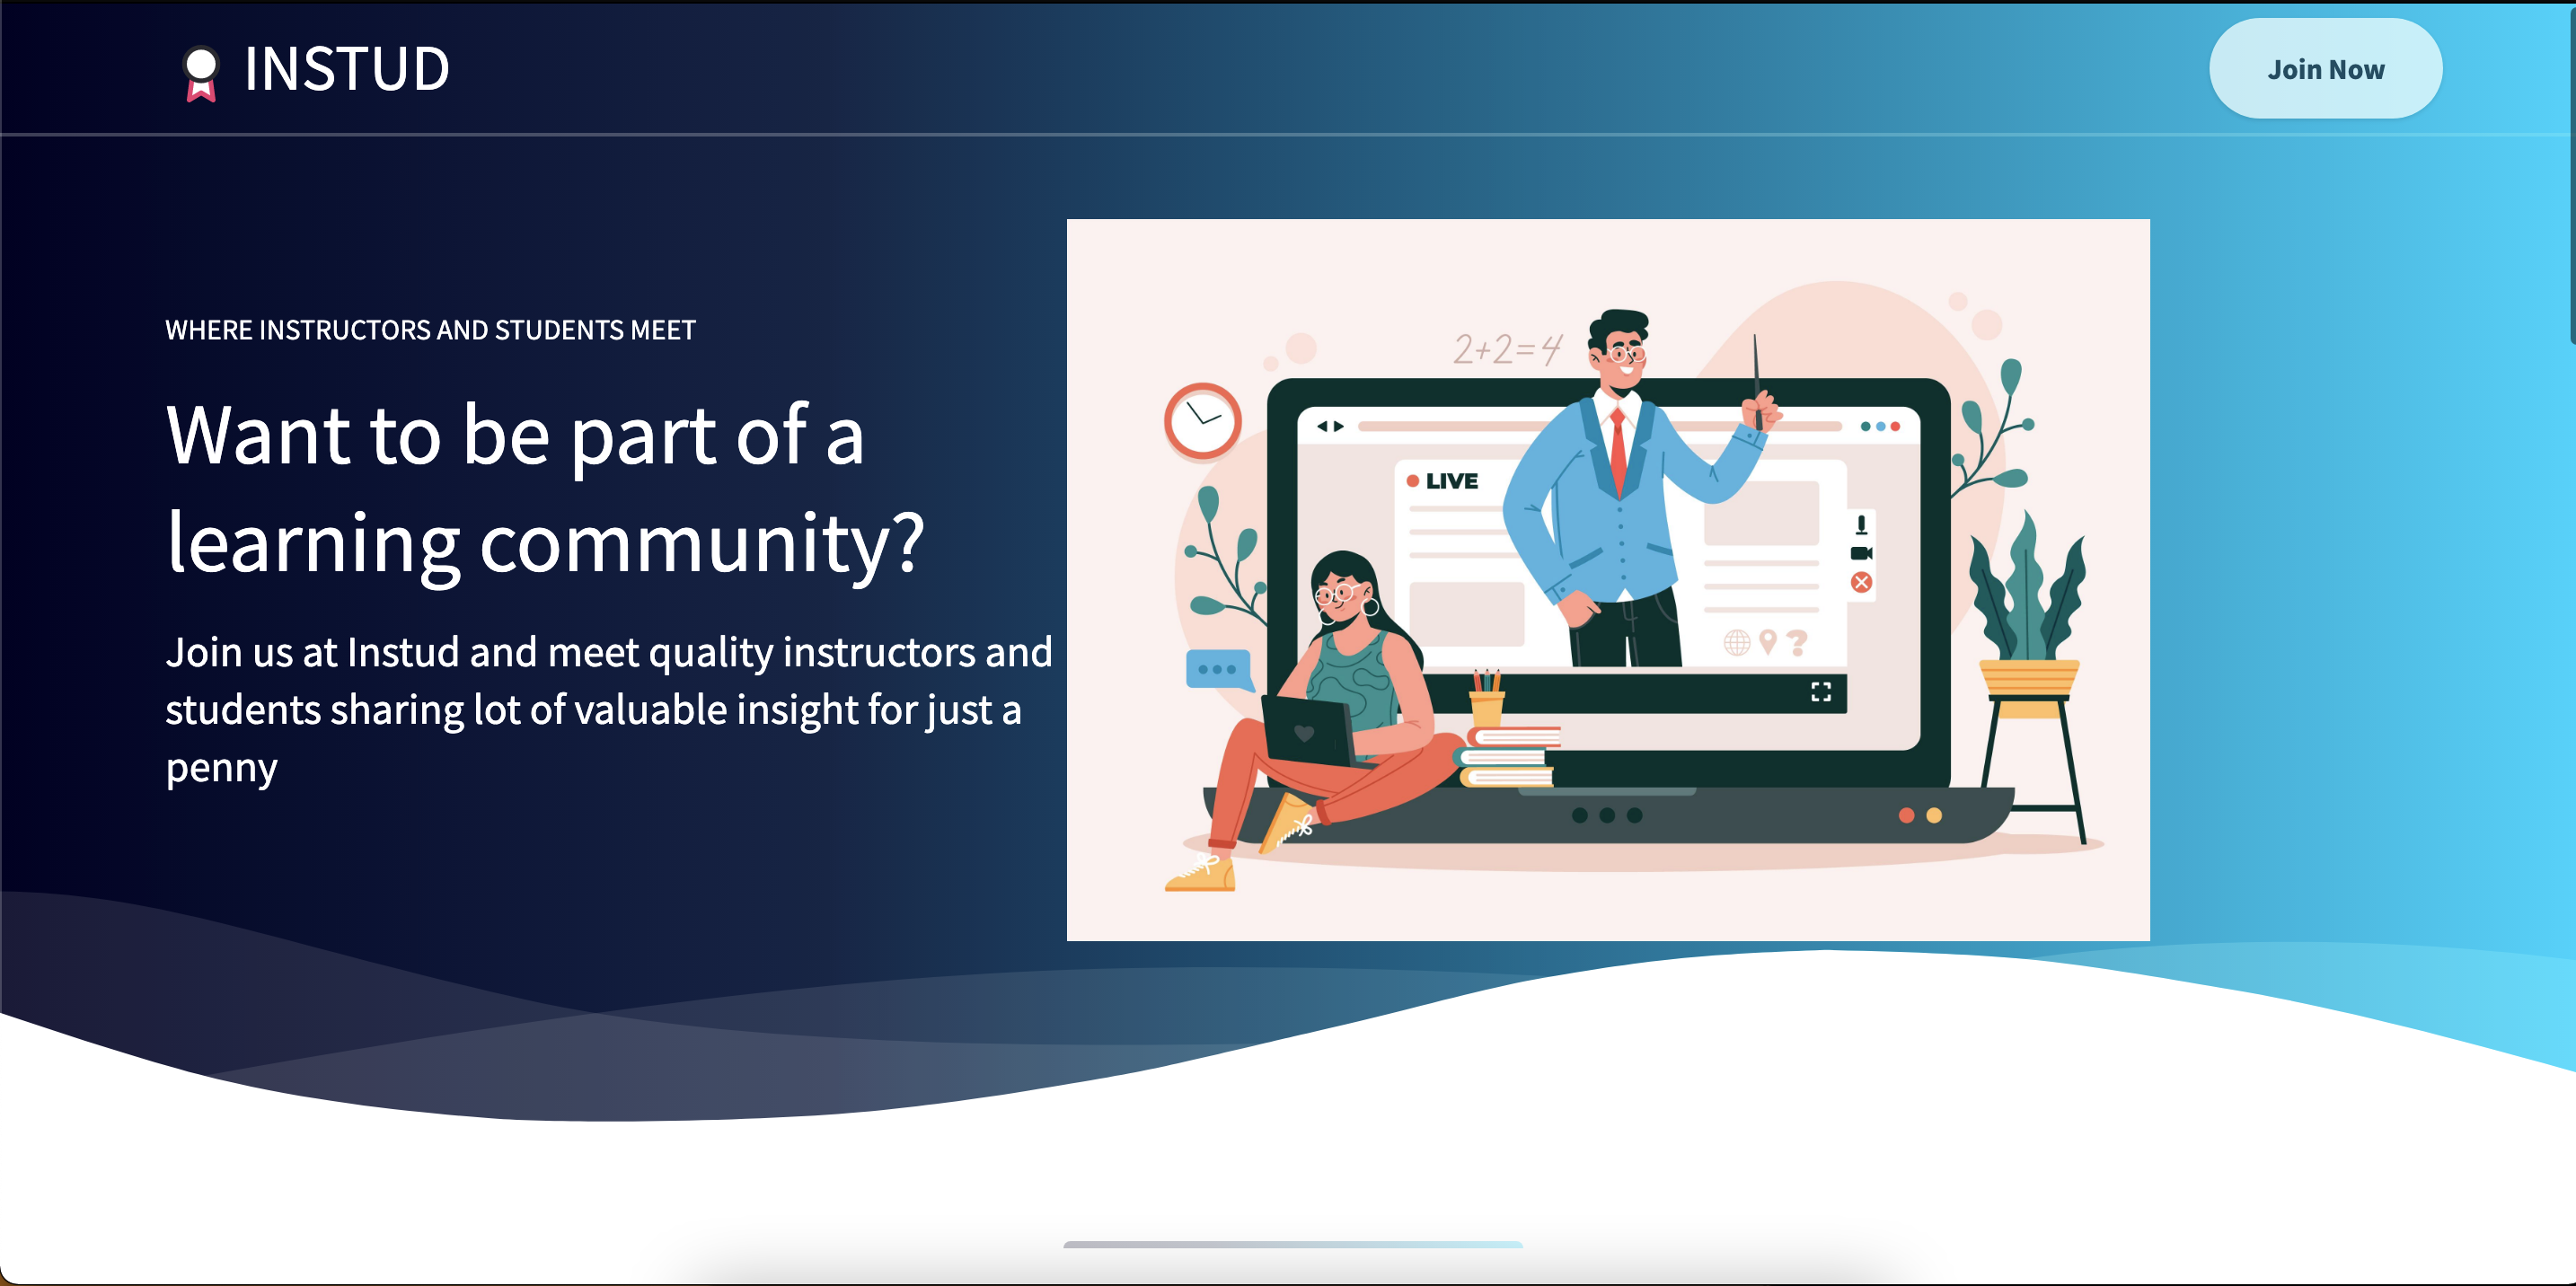 INSTUD
Join Now
WHERE INSTRUCTORS AND STUDENTS MEET
Want to be part of a
learning community?
Join us at Instud and meet quality instructors and
students sharing lot of valuable insight for just a
penny
2+2=4
LIVE
?